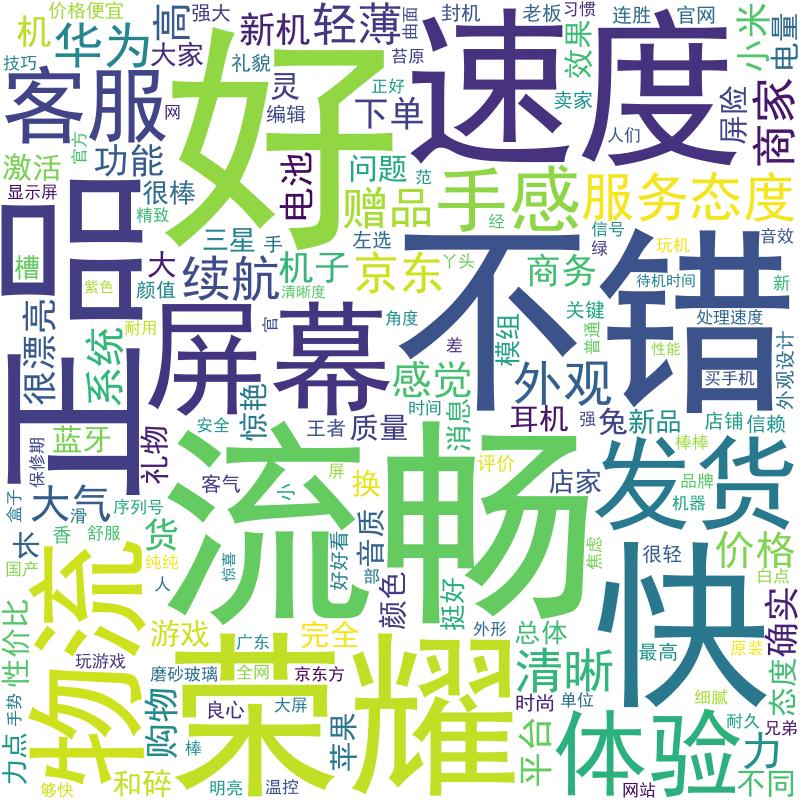 价格便宜
强大
曲面
封机
老板
习惯
连胜
官网
机
华为
高
新机
轻薄
效果
小米
技巧
大家
礼貌
苔原
电量
客服
好
速度
网
灵
编辑
正好
下单
卖家
人们
屏险
商家
激活
官方
功能
电池
问题
范
显示屏
很棒
赠品
手感
服务态度
正品
精致
三星
手
左选
经
丫头
信号
绿
玩机
音效
槽
紫色
大
颜值
续航
清晰度
机子
京东
不错
商务
待机时间
新
很漂亮
耐用
官
角度
模组
关键
普通
处理速度
系统
屏幕
差
性能
外观设计
感觉
外观
买手机
惊艳
时间
消息
耳机
强
兔
新品
店铺
信赖
保修期
蓝牙
礼物
安全
王者
质量
流畅
棒棒
盒子
大气
滑
序列号
客气
小
屏
换
评价
店家
发货
品牌
机器
长
香
舒服
音质
国产
纯纯
人
惊喜
好好看
部
颜色
挺好
焦虑
快
很轻
价格
白点
物流
性价比
游戏
广东
完全
外形
总体
确实
玩游戏
磨砂玻璃
全网
京东方
荣耀
清晰
最高
原装
态度
手势
力点
购物
良心
大屏
苹果
时尚
单位
细腻
耐久
兄弟
棒
平台
体验
力
够快
和碎
明亮
温控
网站
不同